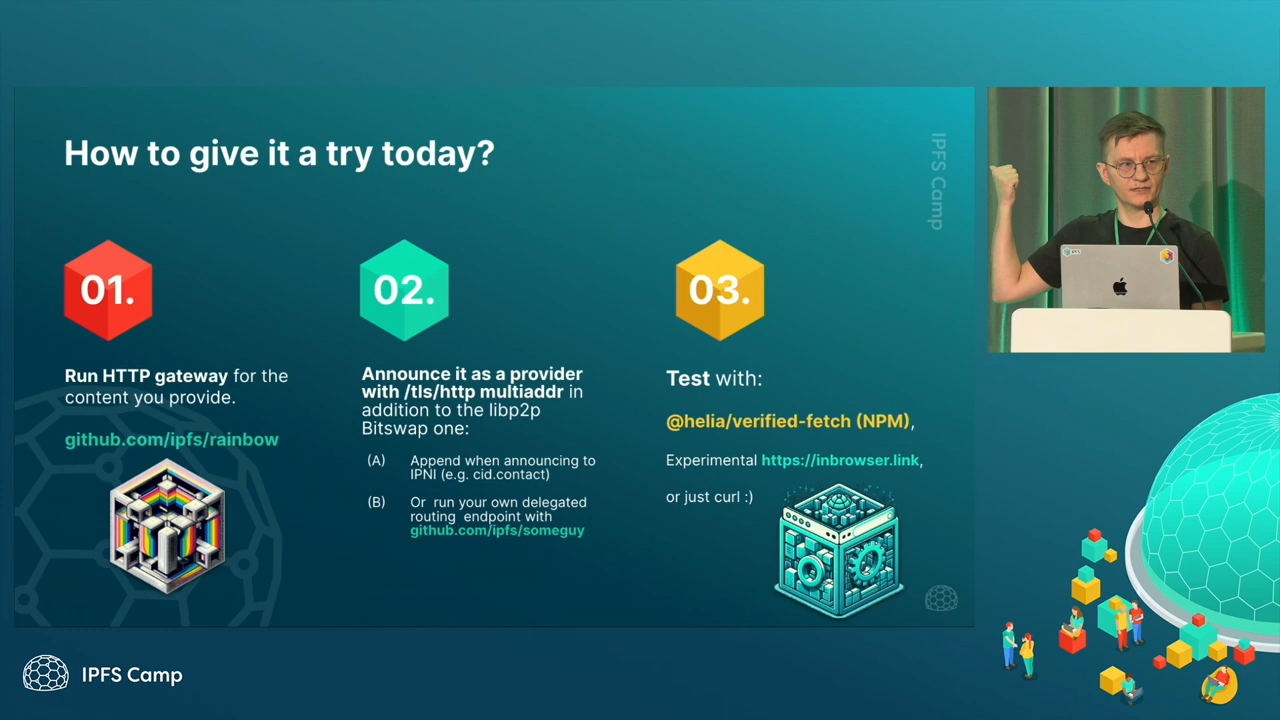 How to give it a try today?
IPFS Camp
01.
Run HTTP gateway for the
content you provide.
github.com/ipfs/rainbow
02.
Announce it as a provider
with /tls/http multiaddr in
addition to the libp2p
Bitswap one:
(A) Append when announcing to
IPNI (e.g. cid.contact)
(B) Or run your own delegated
routing endpoint with
github.com/ipfs/someguy
03.
Test with:
@helia/verified-fetch (NPM),
Experimental https://inbrowser.link,
or just curl :)
IPFS
IPFS Camp